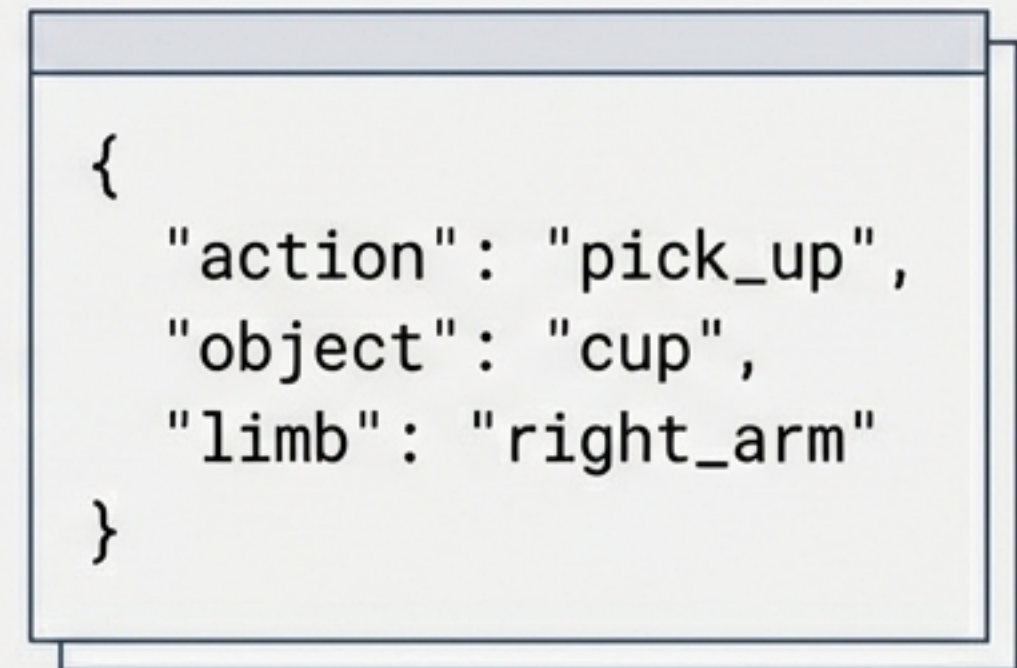 {
  "action": "pick_up",
  "object": "cup",
  "limb": "right_arm"
}